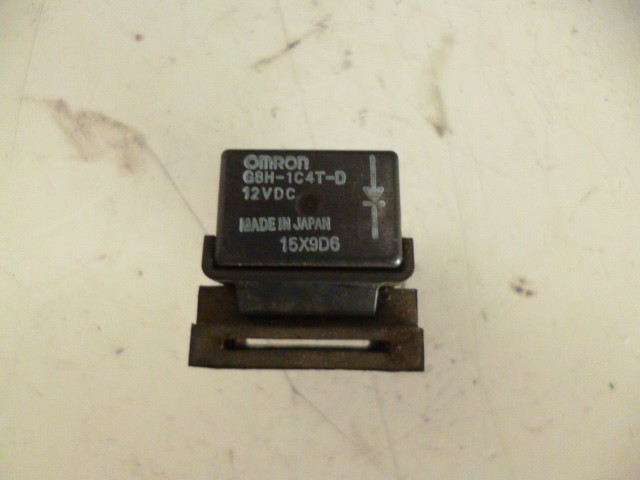 OMRON
G8H-1C4T-D
12VDC
MADE IN JAPAN
15X9D6